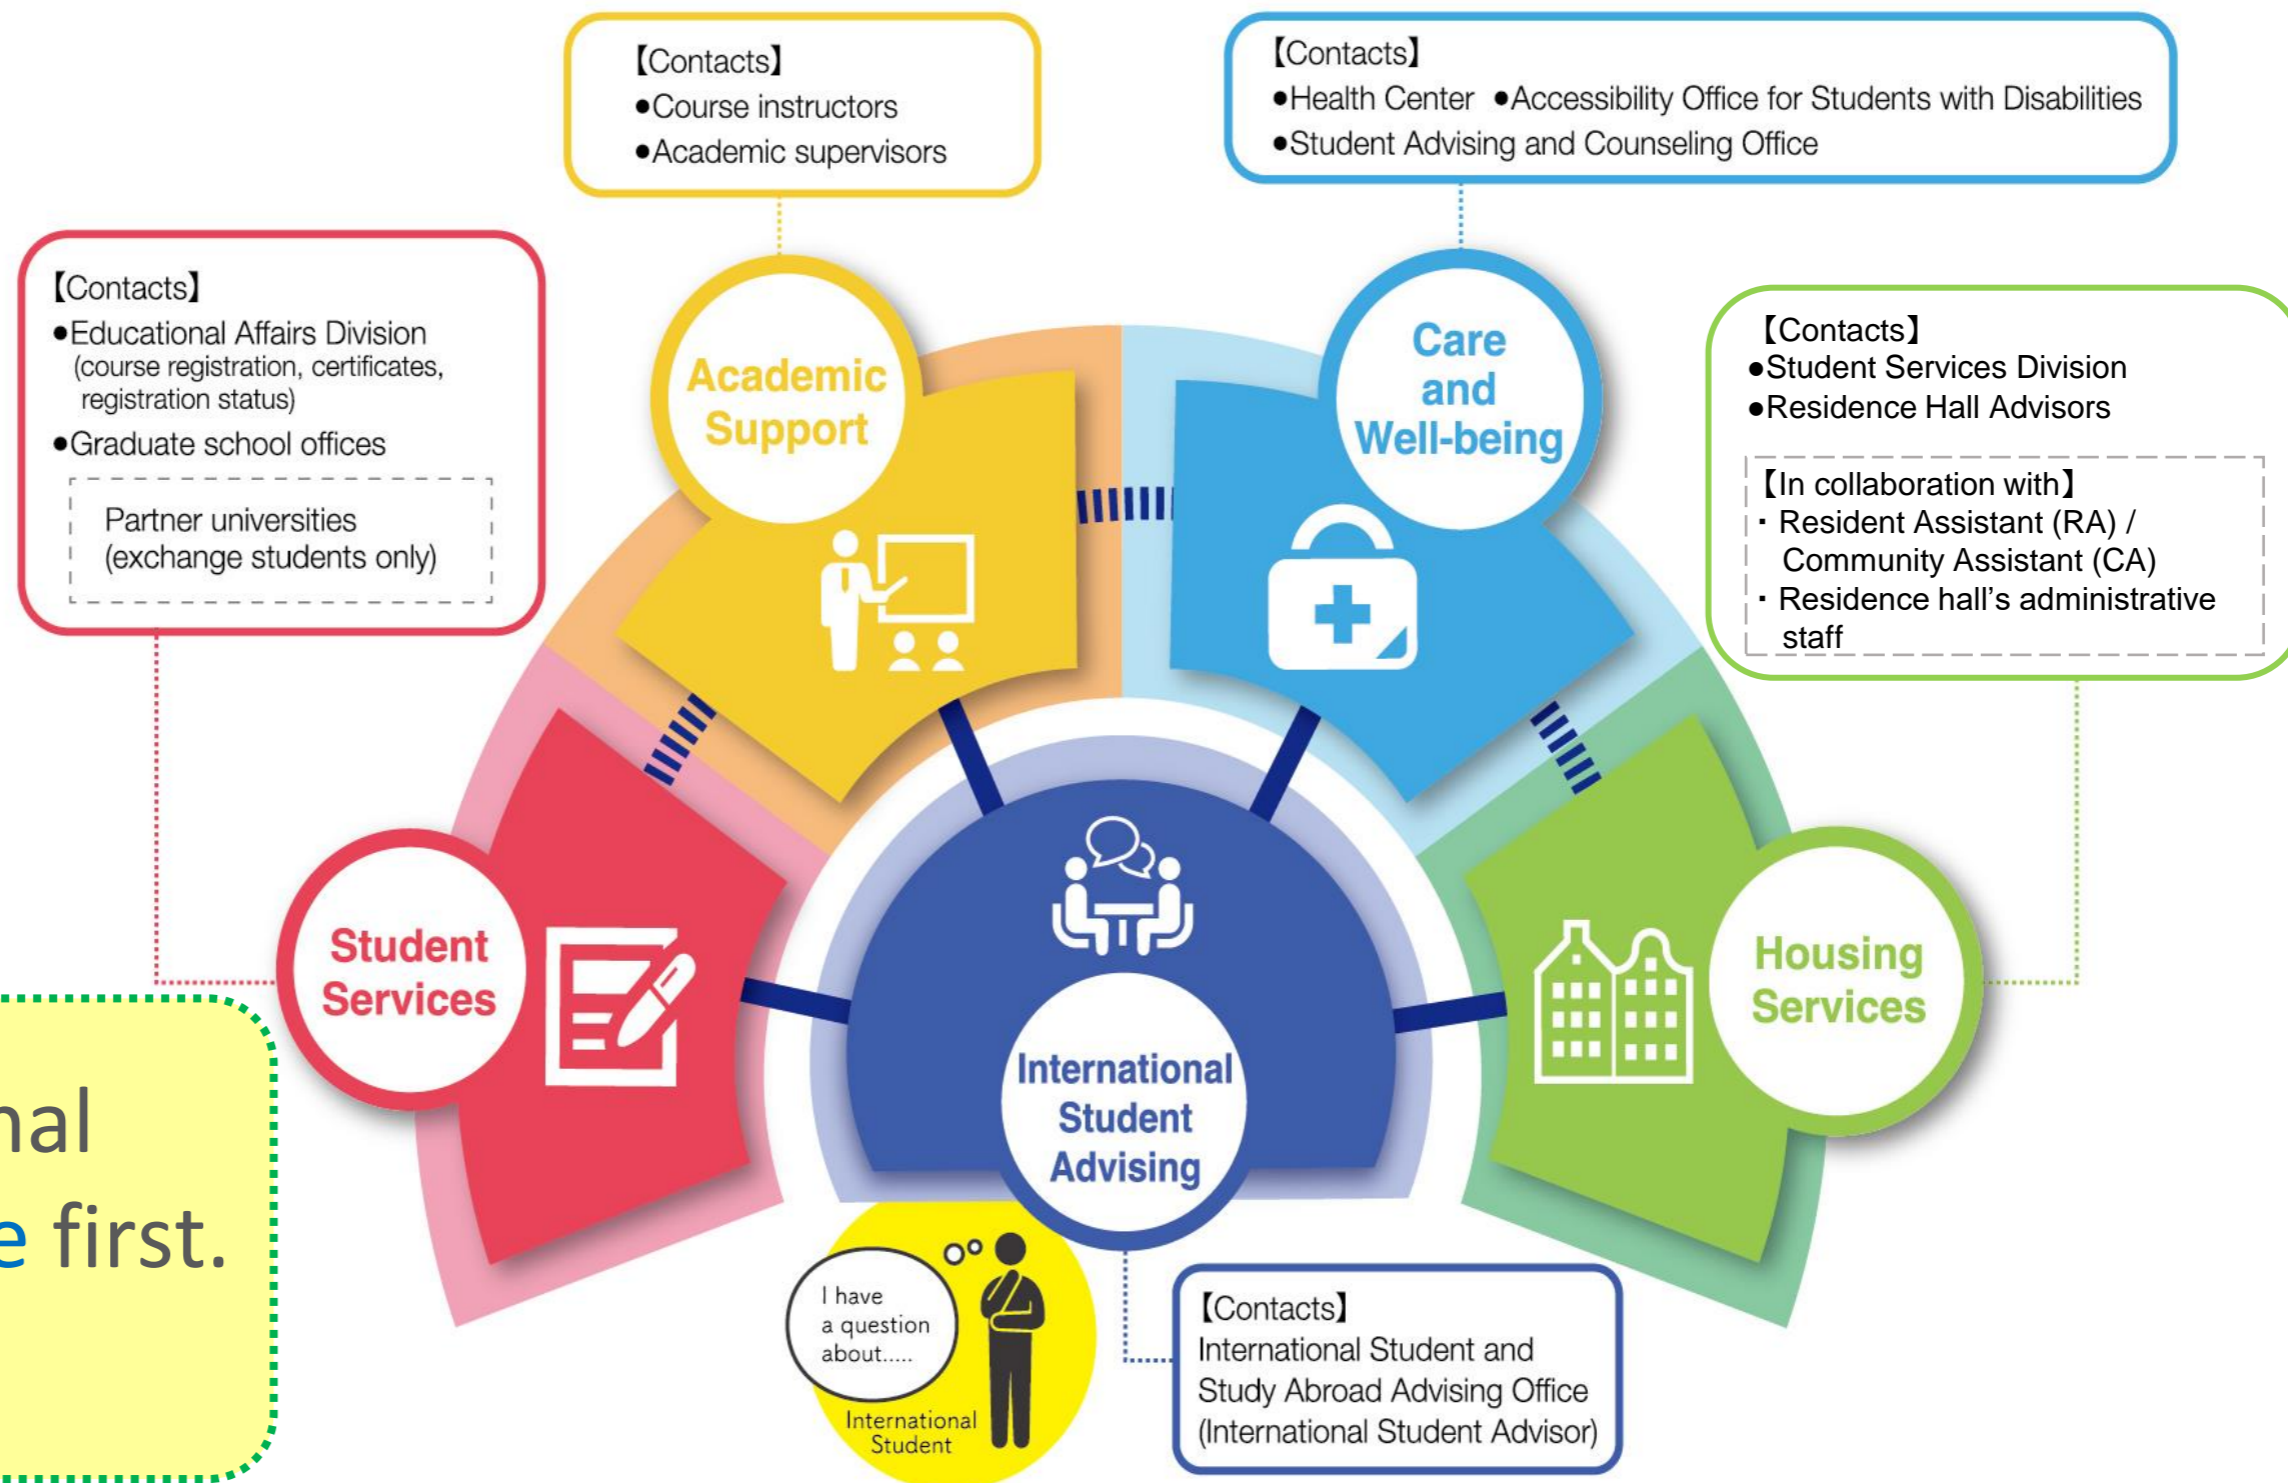 【Contacts】
●Course instructors
●Academic supervisors
【Contacts】
●Health Center ●Accessibility Office for Students with Disabilities
●Student Advising and Counseling Office
【Contacts】
●Educational Affairs Division
(course registration, certificates,
registration status)
●Graduate school offices
Partner universities
(exchange students only)
【Contacts】
●Student Services Division
●Residence Hall Advisors
【In collaboration with】
・Resident Assistant (RA) /
Community Assistant (CA)
・Residence hall’s administrative
staff
Academic
Support
Care
and
Well-being
Student
Services
Housing
Services
International
Student
Advising
nal
e first.
I have
a question
about.....
International
Student
【Contacts】
International Student and
Study Abroad Advising Office
(International Student Advisor)